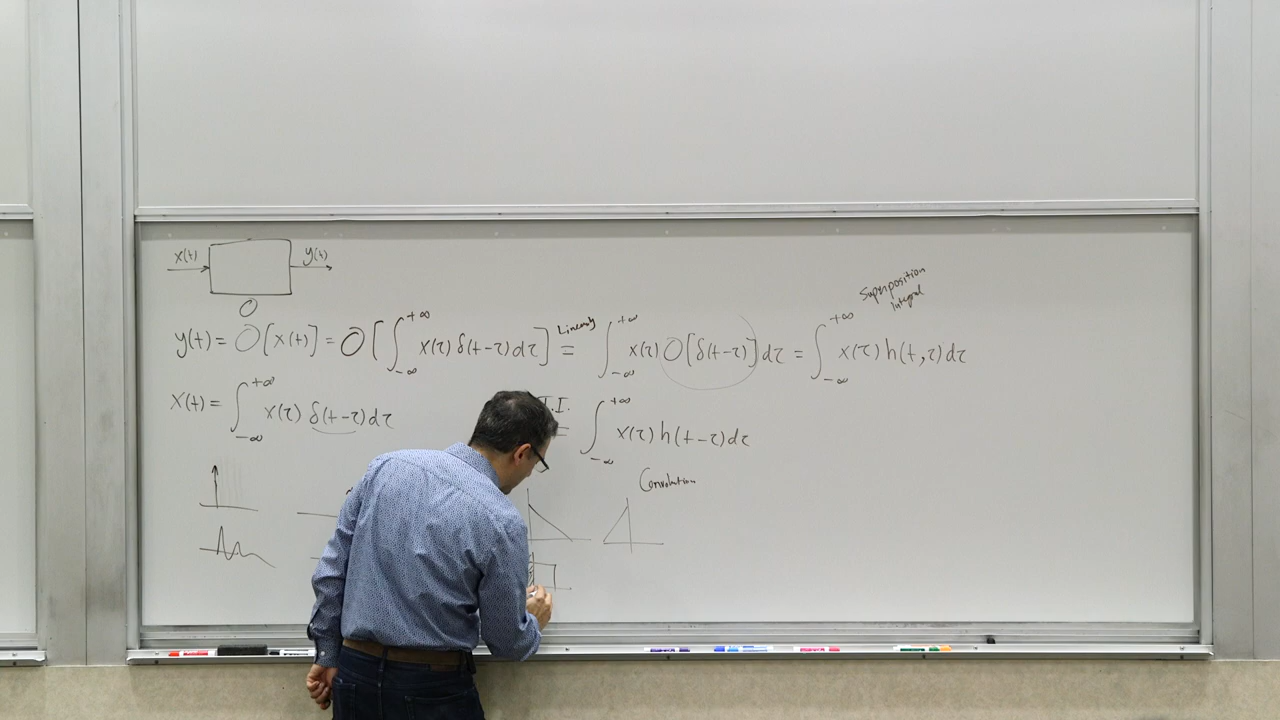 x(t) y(t)
O
Superposition
Integral
y(t) = O[x(t)] = O[∫_{-∞}^{+∞} x(τ) δ(t-τ)dτ] Linearity = ∫_{-∞}^{+∞} x(τ) O[δ(t-τ)]dτ = ∫_{-∞}^{+∞} x(τ) h(t,τ)dτ
x(t) = ∫_{-∞}^{+∞} x(τ) δ(t-τ)dτ
T.I. = ∫_{-∞}^{+∞} x(τ) h(t-τ)dτ
Convolution